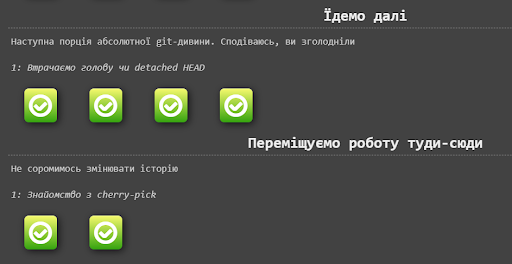 Їдемо далі
Наступна порція абсолютної git-дивини. Сподіваюсь, ви зголодніли
1: Втрачаємо голову чи detached HEAD
Переміщуємо роботу туди-сюди
Не соромимось змінювати історію
1: Знайомство з cherry-pick